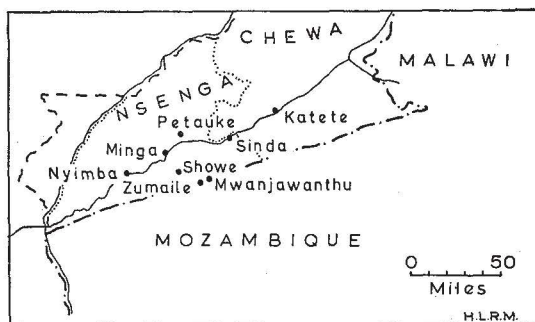 CHEWA
MALAWI
NSENGA
Petauke
Katete
Minga
Sinda
Nyimba
Showe
Zumaile
Mwanjawanthu
MOZAMBIQUE
0 50
Miles
H.L.R.M.